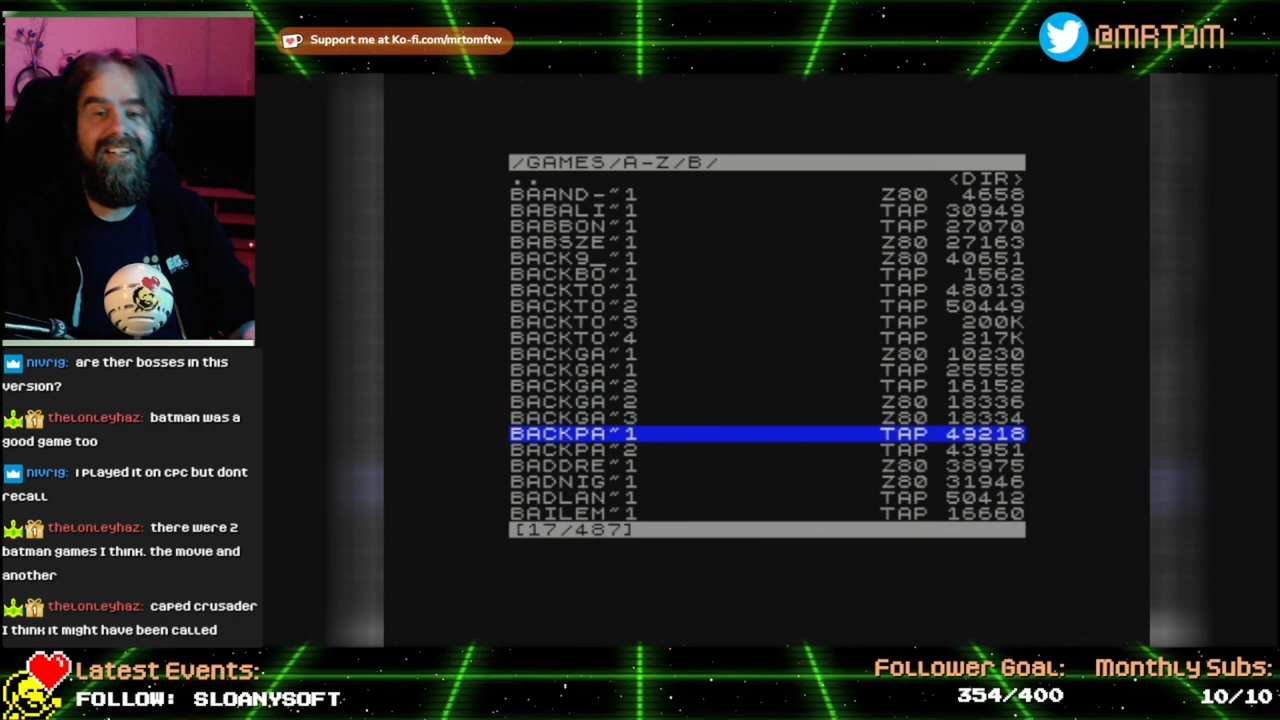 Support me at Ko-fi.com/mrtomftw
@MRTOM
/GAMES/A-Z/B/
.. <DIR>
BAAND-~1 Z80 4658
BABALI~1 TAP 30949
BABBON~1 TAP 27070
BABSZE~1 Z80 27163
BACK9_~1 Z80 40651
BACKBO~1 TAP 1562
BACKTO~1 TAP 48013
BACKTO~2 TAP 50449
BACKTO~3 TAP 200K
BACKTO~4 TAP 217K
BACKGA~1 Z80 10230
BACKGA~1 TAP 25555
BACKGA~2 TAP 16152
BACKGA~2 Z80 18336
BACKGA~3 Z80 18334
BACKPA~1 TAP 49218
BACKPA~2 TAP 43951
BADDRE~1 Z80 38975
BADNIG~1 Z80 31946
BADLAN~1 TAP 50412
BAILEM~1 TAP 16660
[17/487]
nivrig: are ther bosses in this
version?
thelonleyhaz: batman was a
good game too
nivrig: I played it on CPC but dont
recall
thelonleyhaz: there were 2
batman games I think. the movie and
another
thelonleyhaz: caped crusader
I think it might have been called
Latest Events:
FOLLOW: SLOANYSOFT
Follower Goal:
354/400
Monthly Subs:
10/10